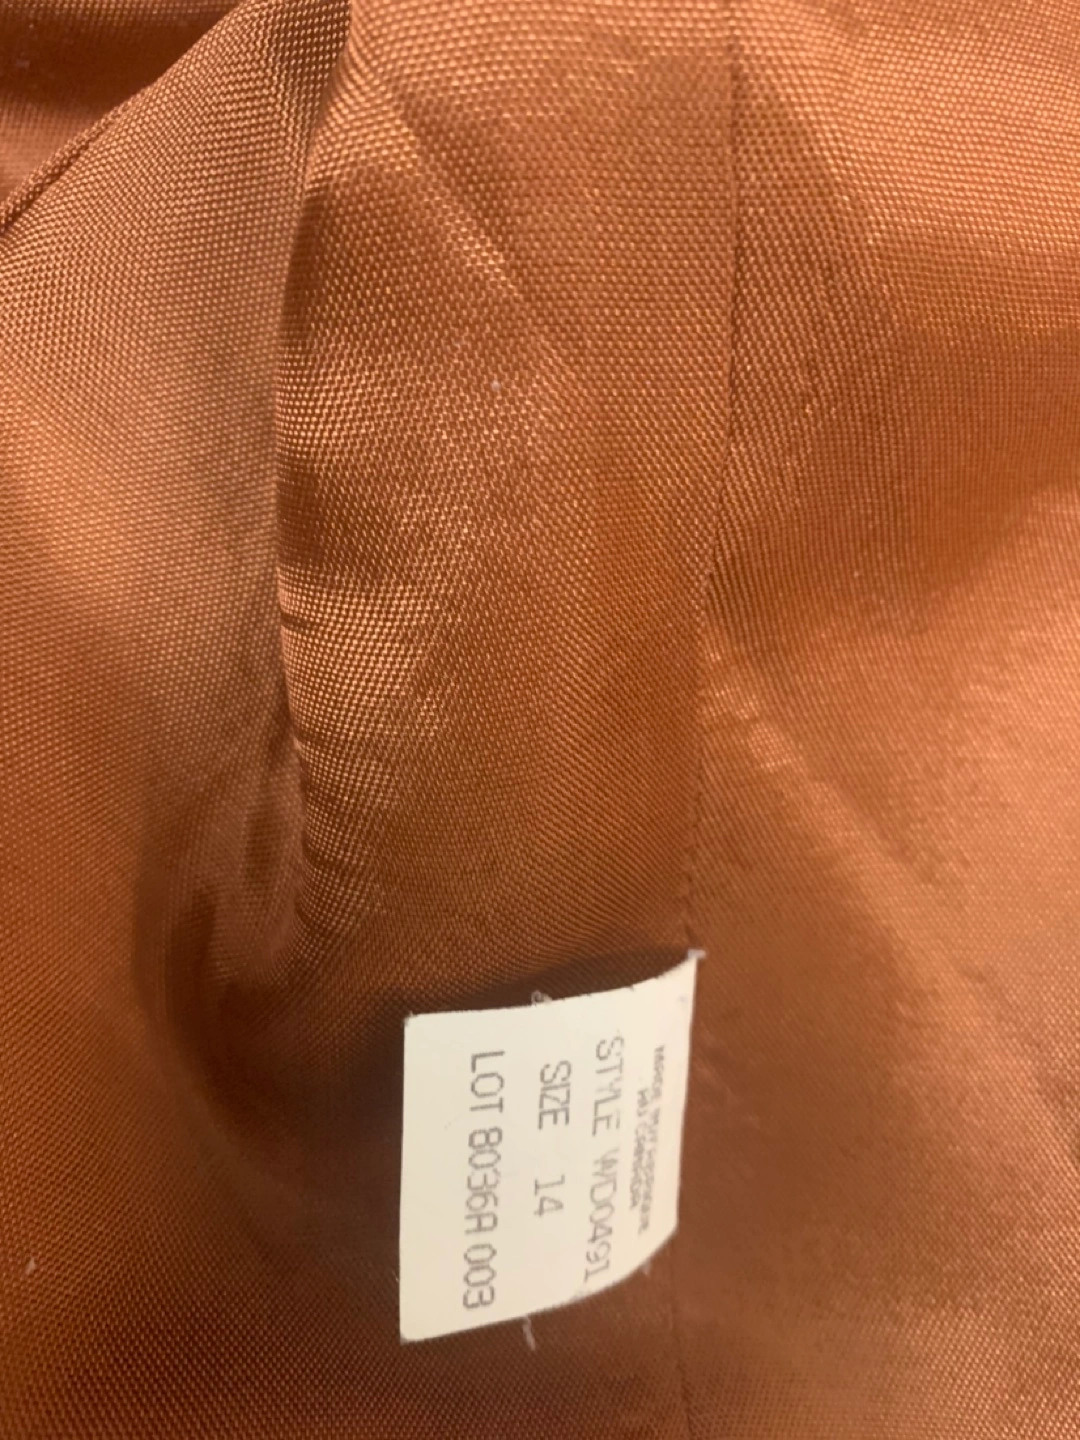 STYLE WD0491
SIZE 14
LOT 8036A 003